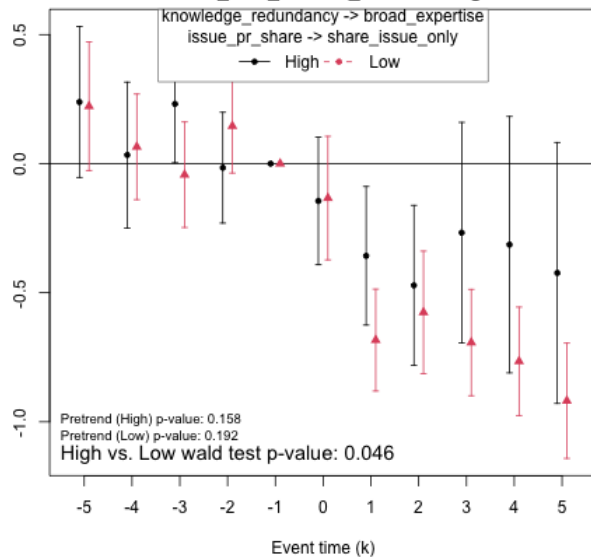 knowledge_redundancy -> broad_expertise
issue_pr_share -> share_issue_only
High Low
0.5
0.0
-0.5
-1.0
Pretrend (High) p-value: 0.158
Pretrend (Low) p-value: 0.192
High vs. Low wald test p-value: 0.046
-5 -4 -3 -2 -1 0 1 2 3 4 5
Event time (k)